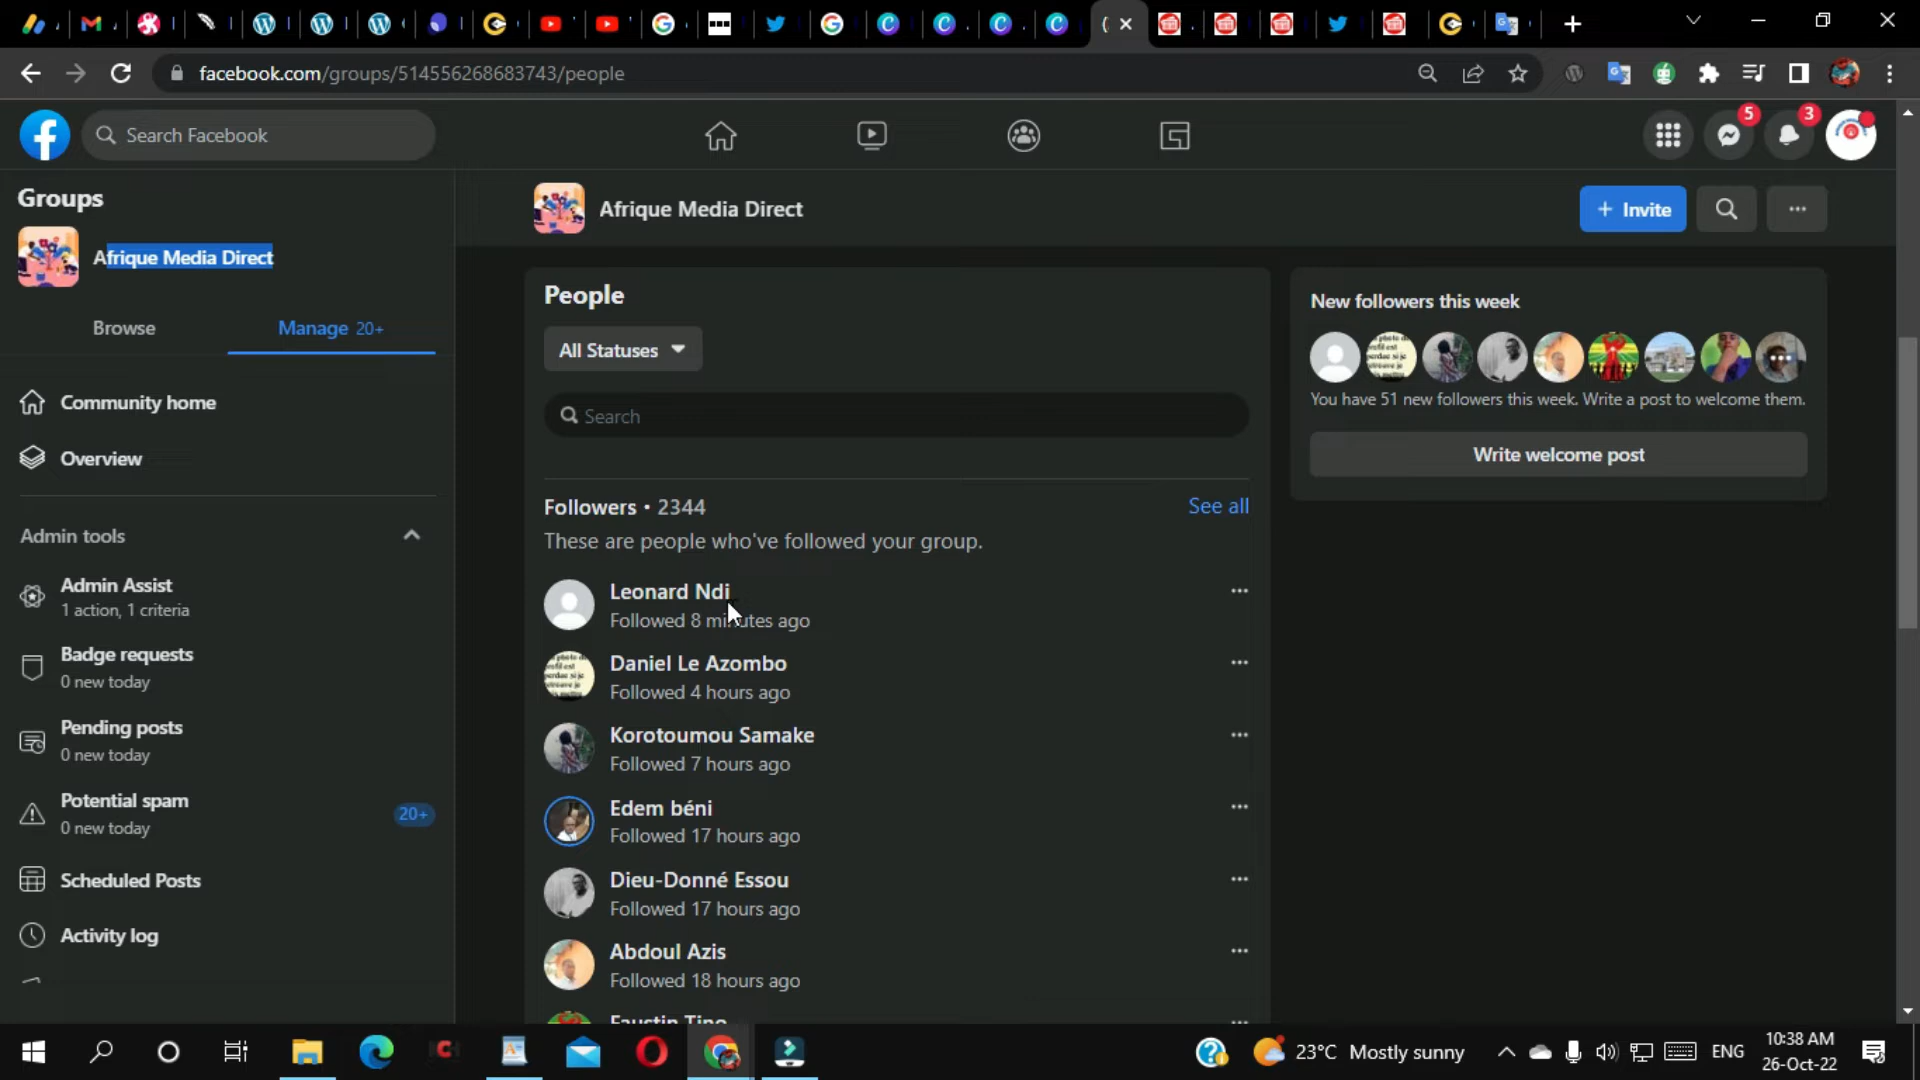 facebook.com/groups/514556268683743/people
Search Facebook
5
3
Groups
Afrique Media Direct
Browse
Manage 20+
Community home
Overview
Admin tools
Admin Assist
1 action, 1 criteria
Badge requests
0 new today
Pending posts
0 new today
Potential spam
0 new today
20+
Scheduled Posts
Activity log
Afrique Media Direct
+ Invite
People
All Statuses
Search
Followers • 2344
See all
These are people who've followed your group.
Leonard Ndi
Followed 8 minutes ago
Daniel Le Azombo
Followed 4 hours ago
Korotoumou Samake
Followed 7 hours ago
Edem béni
Followed 17 hours ago
Dieu-Donné Essou
Followed 17 hours ago
Abdoul Azis
Followed 18 hours ago
New followers this week
You have 51 new followers this week. Write a post to welcome them.
Write welcome post
23°C Mostly sunny
ENG
10:38 AM
26-Oct-22